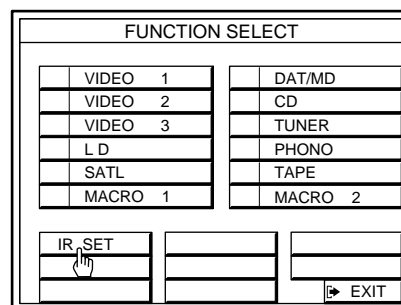 FUNCTION SELECT
VIDEO 1
VIDEO 2
VIDEO 3
L D
SATL
MACRO 1
DAT/MD
CD
TUNER
PHONO
TAPE
MACRO 2
IR SET
EXIT